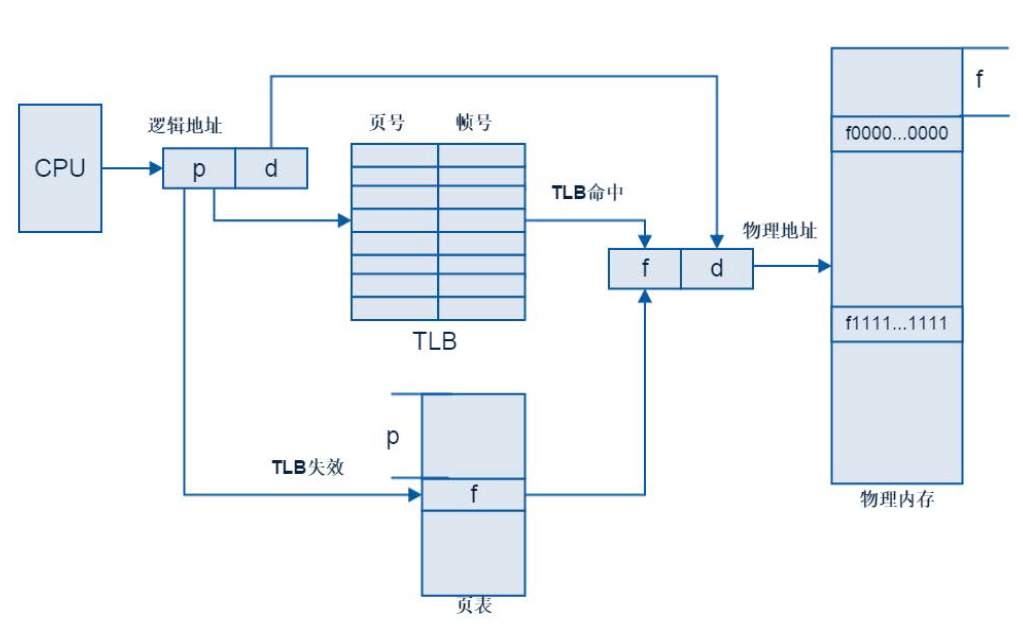 CPU
逻辑地址
p
d
页号
帧号
TLB
TLB命中
f
d
物理地址
f
f0000...0000
f1111...1111
物理内存
p
TLB失效
f
页表